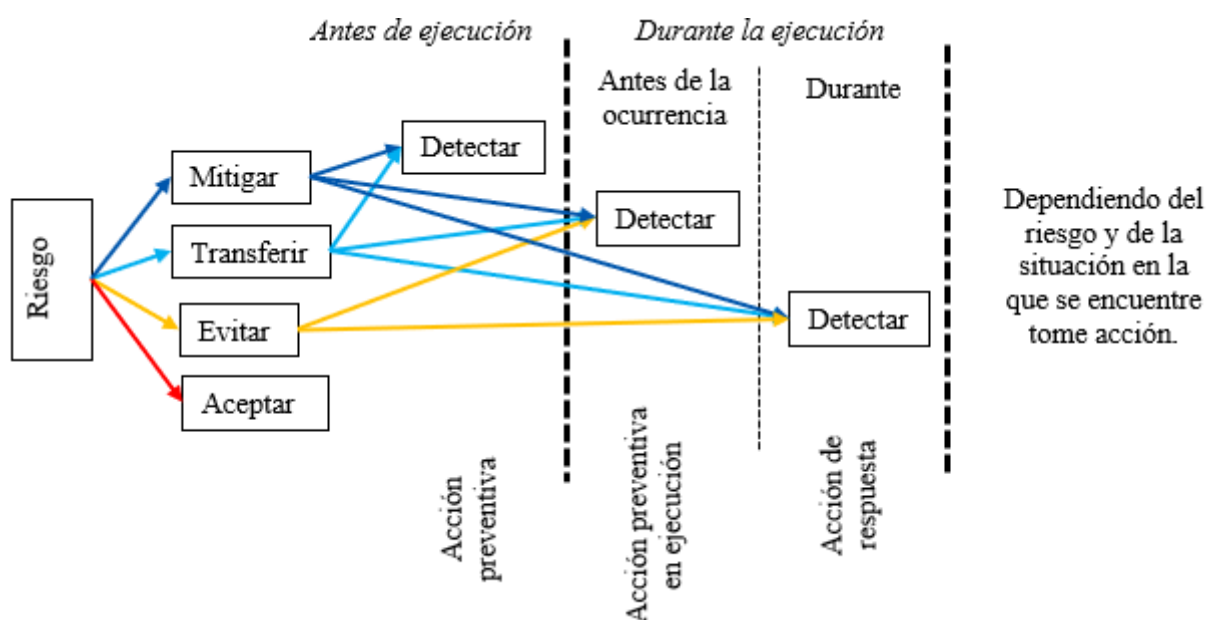 Antes de ejecución
Durante la ejecución
Antes de la
ocurrencia
Durante
Riesgo
Mitigar
Transferir
Evitar
Aceptar
Detectar
Detectar
Detectar
Dependiendo del
riesgo y de la
situación en la
que se encuentre
tome acción.
Acción
preventiva
Acción preventiva
en ejecución
Acción de
respuesta